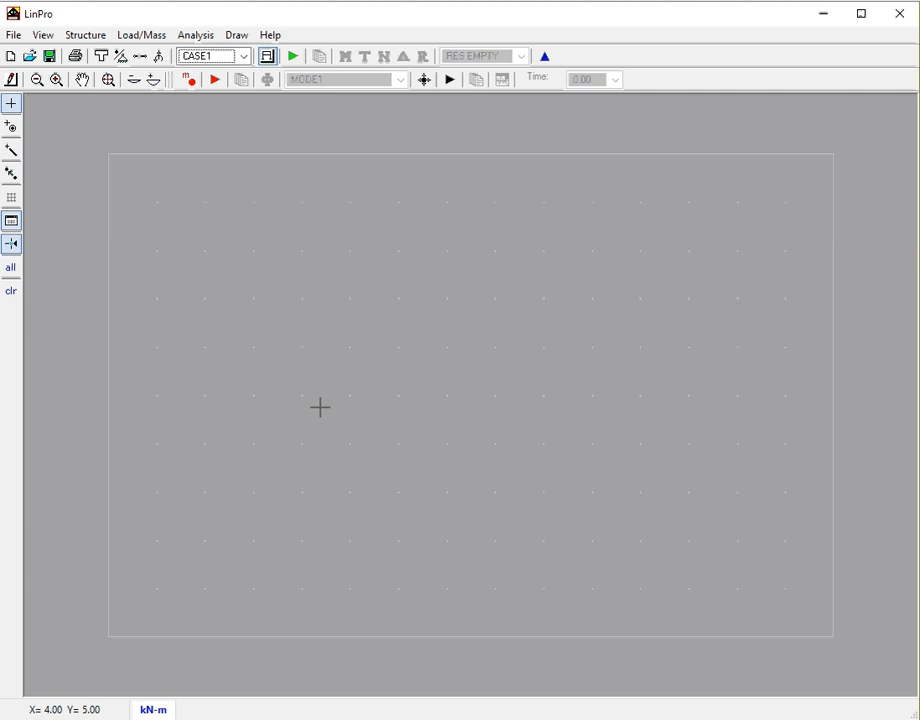 LinPro
File View Structure Load/Mass Analysis Draw Help
CASE1 M T N R RES EMPTY
m MODE1 Time: 0.00
all
clr
X= 4.00 Y= 5.00 kN-m